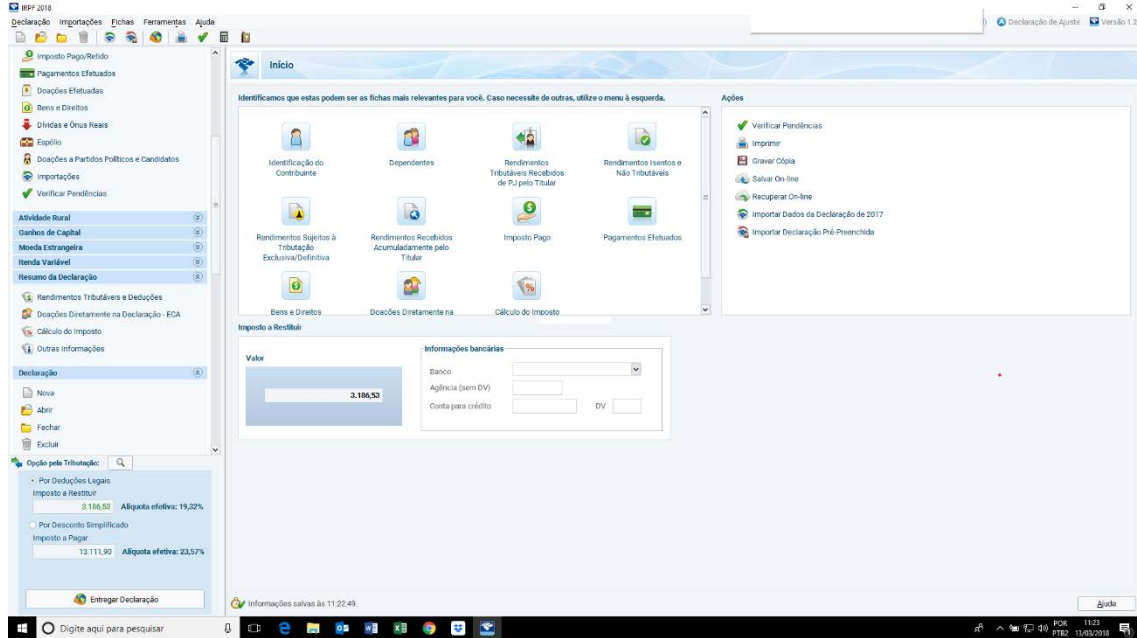 IRPF 2018
Declaração Importações Fichas Ferramentas Ajuda
Declaração de Ajuste Versão 1.2
Imposto Pago/Retido
Pagamentos Efetuados
Doações Efetuadas
Bens e Direitos
Dívidas e Ônus Reais
Espólio
Doações a Partidos Políticos e Candidatos
Importações
Verificar Pendências
Atividade Rural
Ganhos de Capital
Moeda Estrangeira
Renda Variável
Resumo da Declaração
Rendimentos Tributáveis e Deduções
Doações Diretamente na Declaração - ECA
Cálculo do Imposto
Outras Informações
Declaração
Nova
Abrir
Fechar
Excluir
Opção pela Tributação:
Por Deduções Legais
Imposto a Restituir
3.186,53 Alíquota efetiva: 19,32%
Por Desconto Simplificado
Imposto a Pagar
13.111,90 Alíquota efetiva: 23,57%
Entregar Declaração
Início
Identificamos que estas podem ser as fichas mais relevantes para você. Caso necessite de outras, utilize o menu à esquerda.
Identificação do
Contribuinte
Dependentes
Rendimentos
Tributáveis Recebidos
de PJ pelo Titular
Rendimentos Isentos e
Não Tributáveis
Rendimentos Sujeitos à
Tributação
Exclusiva/Definitiva
Rendimentos Recebidos
Acumuladamente pelo
Titular
Imposto Pago
Pagamentos Efetuados
Bens e Direitos
Doações Diretamente na
Cálculo do Imposto
Ações
Verificar Pendências
Imprimir
Gravar Cópia
Salvar On-line
Recuperar On-line
Importar Dados da Declaração de 2017
Importar Declaração Pré-Preenchida
Imposto a Restituir
Valor
3.186,53
Informações bancárias
Banco
Agência (sem DV)
Conta para crédito DV
Informações salvas às 11:22:49.
Ajuda
Digite aqui para pesquisar
POR 11:23
PTB2 13/03/2018